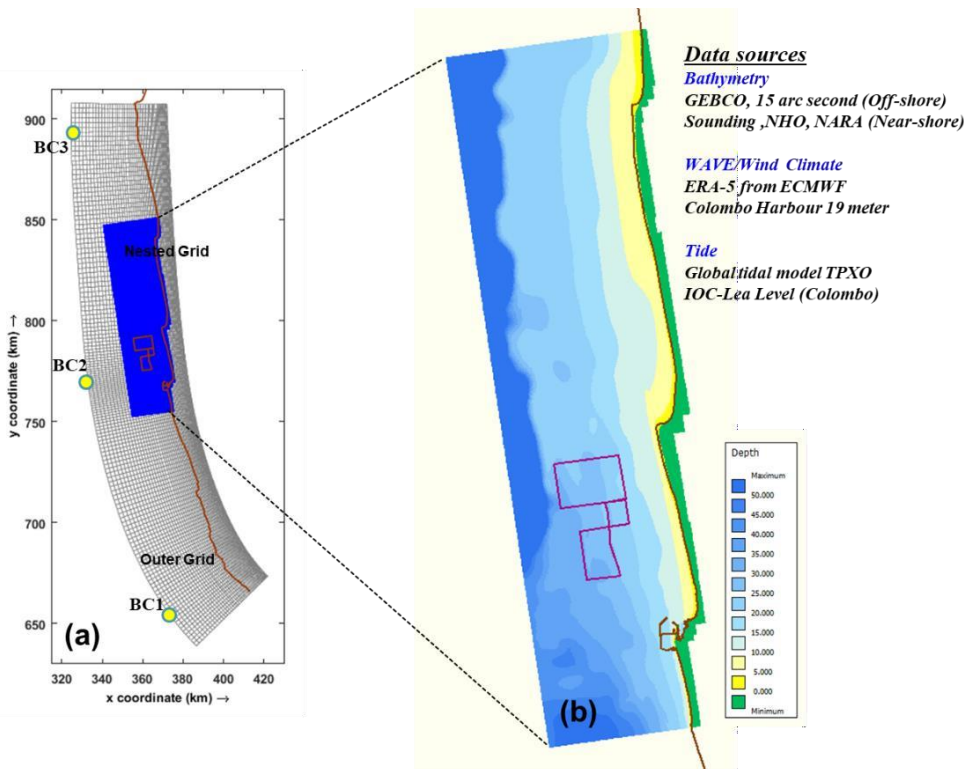 900
850
800
750
700
650
y coordinate (km) →
320
340
360
380
400
420
x coordinate (km) →
BC3
Nested Grid
BC2
Outer Grid
BC1
(a)
(b)
Data sources
Bathymetry
GEBCO, 15 arc second (Off-shore)
Sounding ,NHO, NARA (Near-shore)
WAVE/Wind Climate
ERA-5 from ECMWF
Colombo Harbour 19 meter
Tide
Global tidal model TPXO
IOC-Lea Level (Colombo)
Depth
Maximum
50.000
45.000
40.000
35.000
30.000
25.000
20.000
15.000
10.000
5.000
0.000
Minimum